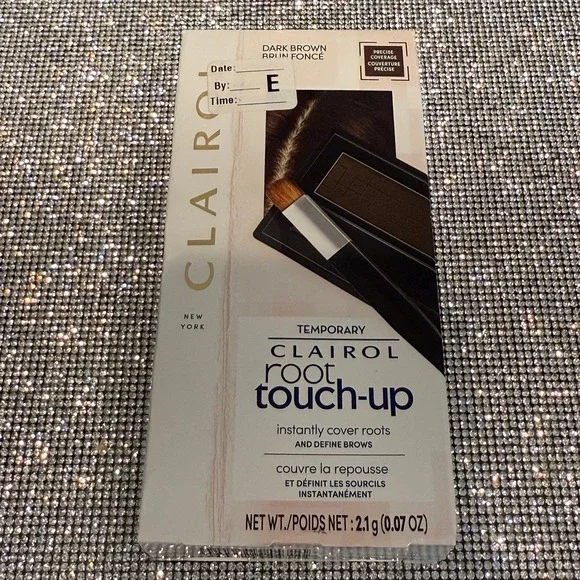 DARK BROWN
BRUN FONCÉ
PRECISE
COVERAGE
COUVERTURE
PRÉCISE
Date:
By: E
Time:
CLAIROL
NEW
YORK
TEMPORARY
CLAIROL
root
touch-up
instantly cover roots
AND DEFINE BROWS
couvre la repousse
ET DÉFINIT LES SOURCILS
INSTANTANÉMENT
NET WT./POIDS NET : 2.1 g (0.07 OZ)